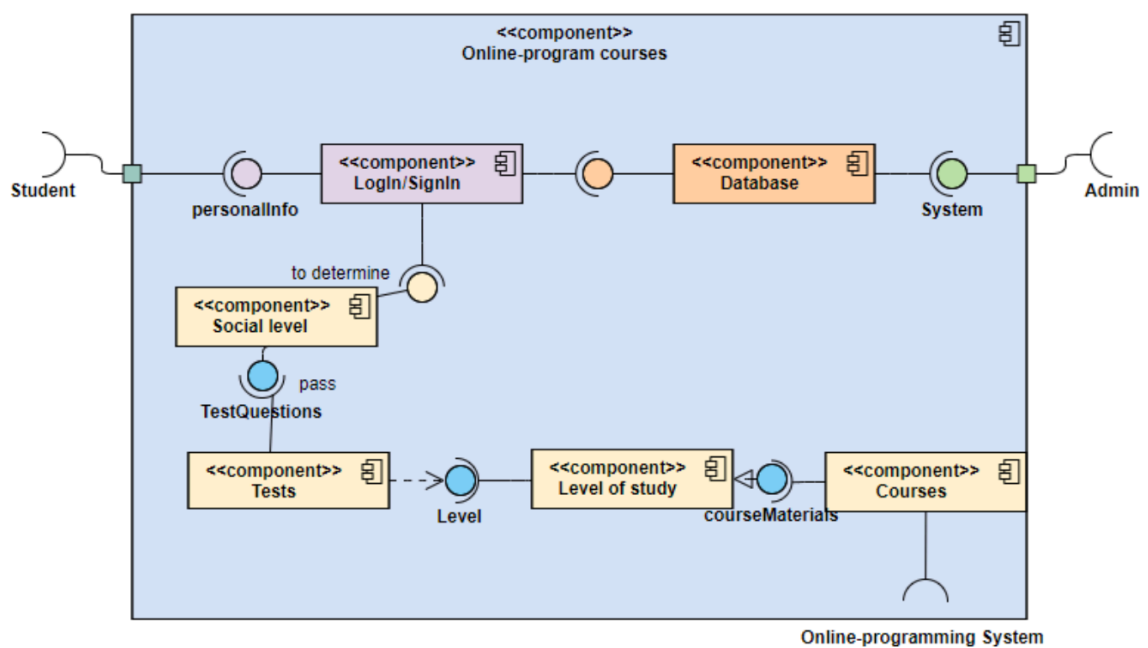 <<component>>
Online-program courses
Student
personalInfo
<<component>>
LogIn/SignIn
<<component>>
Database
System
Admin
to determine
<<component>>
Social level
pass
TestQuestions
<<component>>
Tests
Level
<<component>>
Level of study
courseMaterials
<<component>>
Courses
Online-programming System